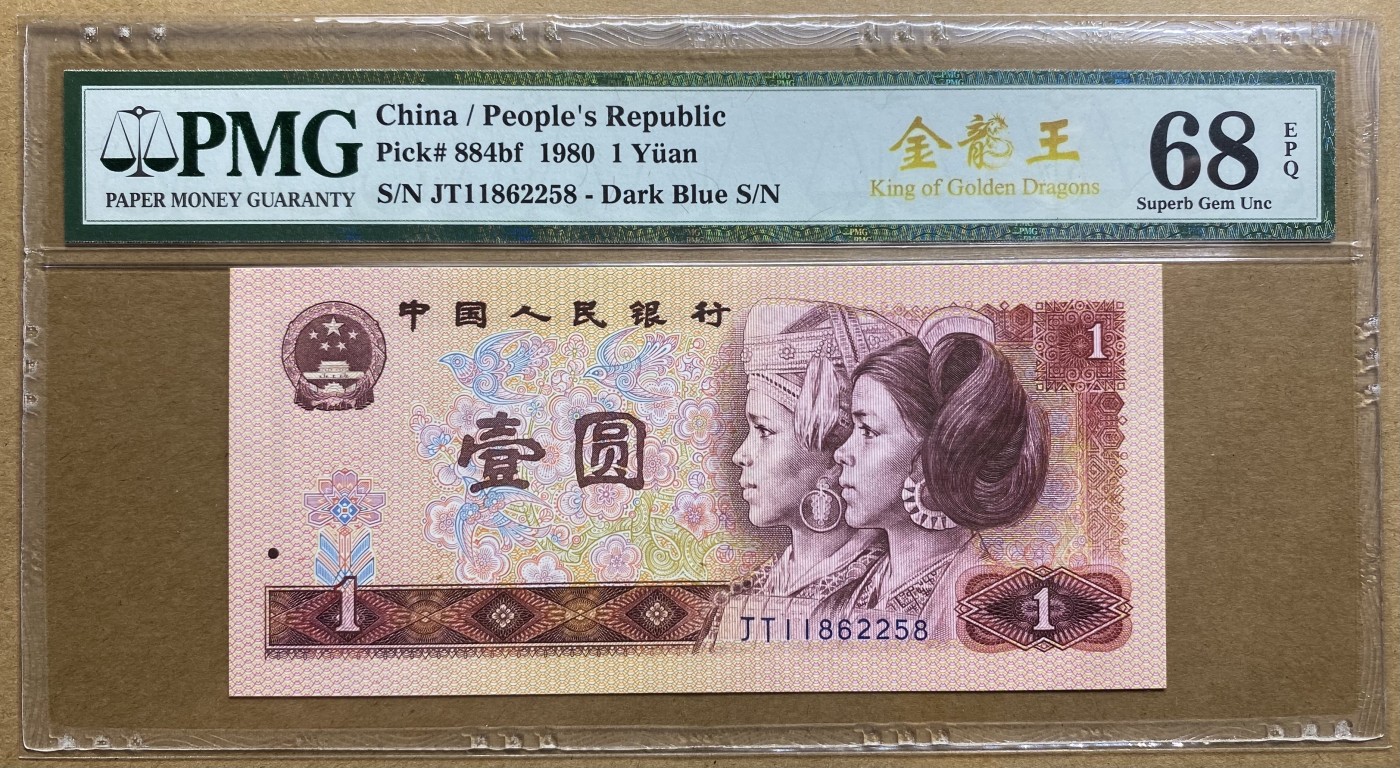 PMG
PAPER MONEY GUARANTY
China / People's Republic
Pick# 884bf 1980 1 Yüan
S/N JT11862258 - Dark Blue S/N
金龍王
King of Golden Dragons
68
EPQ
Superb Gem Unc
中国人民银行
1
壹圆
1
JT11862258
1